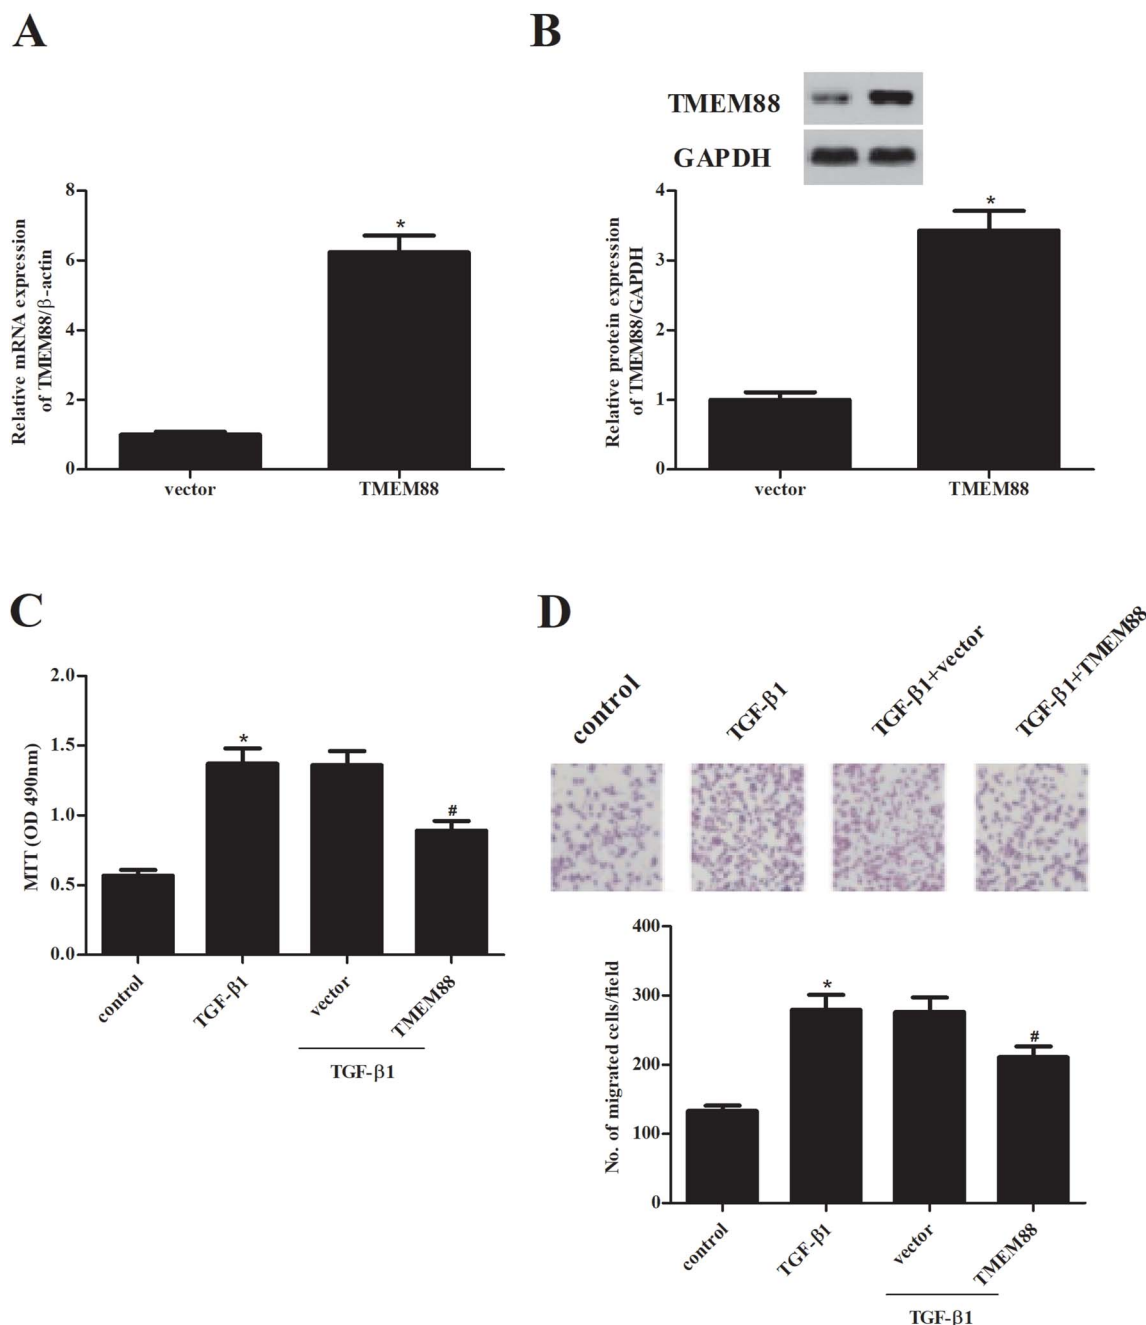 A
Relative mRNA expression
of TMEM88/β-actin
8
6
4
2
0
*
vector
TMEM88
B
TMEM88
GAPDH
Relative protein expression
of TMEM88/GAPDH
4
3
2
1
0
*
vector
TMEM88
C
MTT (OD 490nm)
2.0
1.5
1.0
0.5
0.0
*
#
control
TGF-β1
vector
TMEM88
TGF-β1
D
control
TGF-β1
TGF-β1+vector
TGF-β1+TMEM88
No. of migrated cells/field
400
300
200
100
0
*
#
control
TGF-β1
vector
TMEM88
TGF-β1